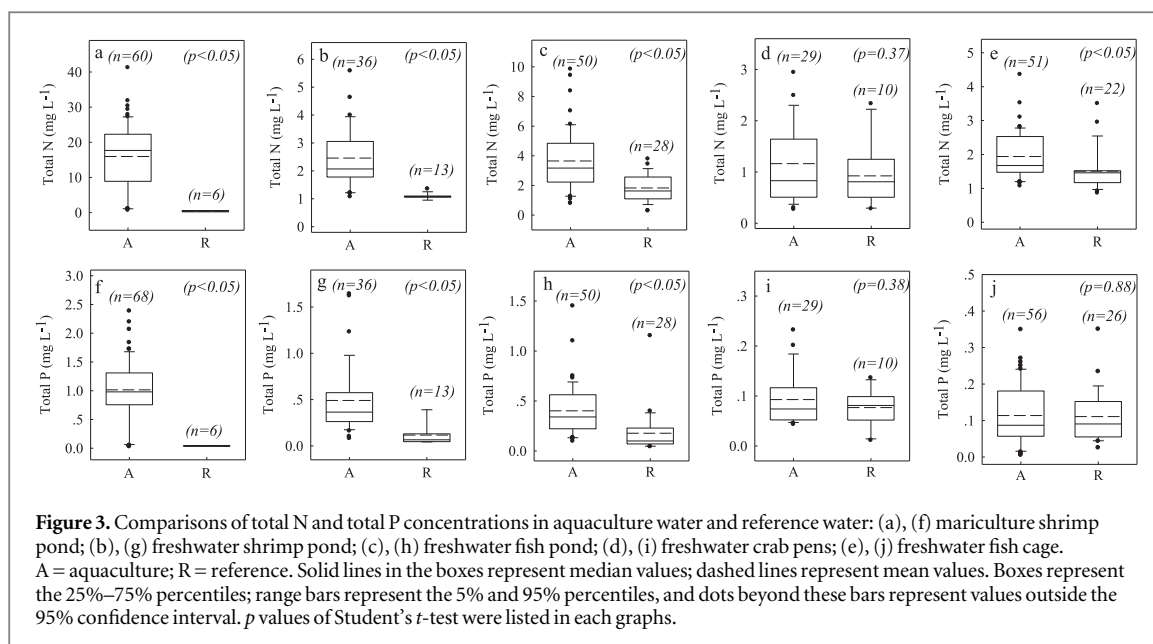 a (n=60) (p<0.05)
Total N (mg L-1)
40
30
20
10
0
(n=6)
A R
b (n=36) (p<0.05)
Total N (mg L-1)
6
5
4
3
2
1
(n=13)
A R
c (n=50) (p<0.05)
Total N (mg L-1)
10
8
6
4
2
0
(n=28)
A R
d (n=29) (p=0.37)
Total N (mg L-1)
3
2
1
0
(n=10)
A R
e (n=51) (p<0.05)
Total N (mg L-1)
5
4
3
2
1
(n=22)
A R
f (n=68) (p<0.05)
Total P (mg L-1)
3.0
2.5
2.0
1.5
1.0
.5
0.0
(n=6)
A R
g (n=36) (p<0.05)
Total P (mg L-1)
1.5
1.0
.5
0.0
(n=13)
A R
h (n=50) (p<0.05)
Total P (mg L-1)
1.5
1.0
.5
0.0
(n=28)
A R
i (n=29) (p=0.38)
Total P (mg L-1)
.3
.2
.1
0.0
(n=10)
A R
j (n=56) (p=0.88)
Total P (mg L-1)
.5
.4
.3
.2
.1
0.0
(n=26)
A R
Figure 3. Comparisons of total N and total P concentrations in aquaculture water and reference water: (a), (f) mariculture shrimp
pond; (b), (g) freshwater shrimp pond; (c), (h) freshwater fish pond; (d), (i) freshwater crab pens; (e), (j) freshwater fish cage.
A = aquaculture; R = reference. Solid lines in the boxes represent median values; dashed lines represent mean values. Boxes represent
the 25%–75% percentiles; range bars represent the 5% and 95% percentiles, and dots beyond these bars represent values outside the
95% confidence interval. p values of Student's t-test were listed in each graphs.